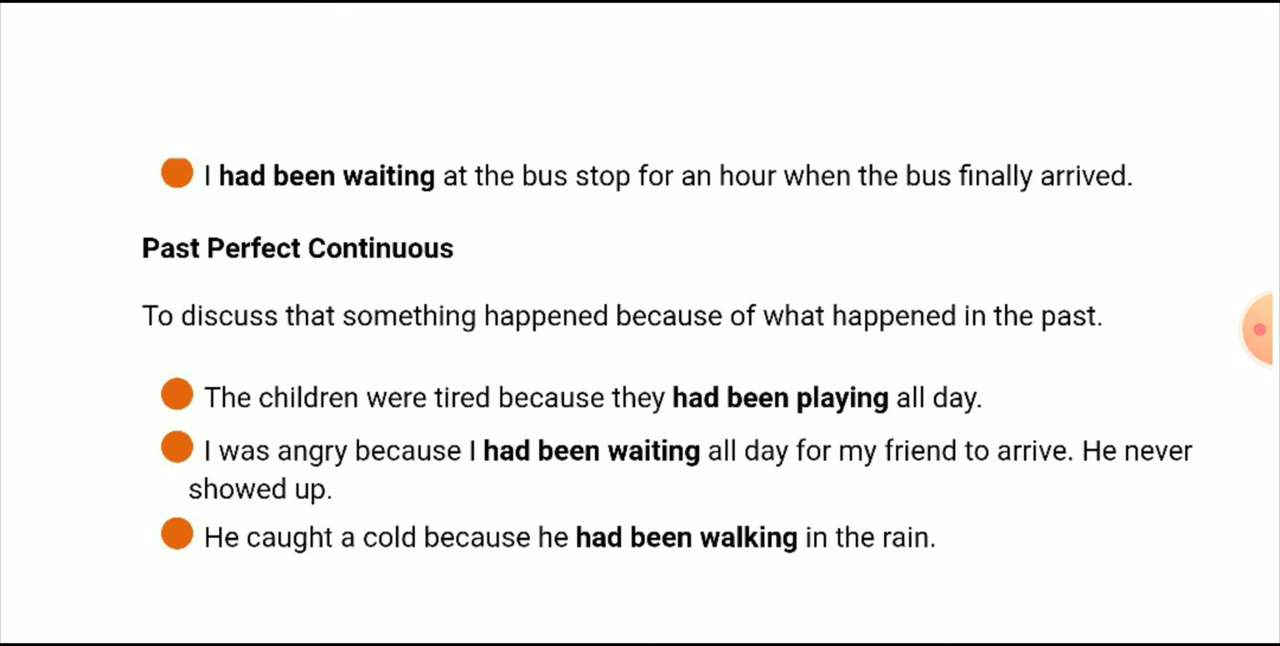 I had been waiting at the bus stop for an hour when the bus finally arrived.
Past Perfect Continuous
To discuss that something happened because of what happened in the past.
The children were tired because they had been playing all day.
I was angry because I had been waiting all day for my friend to arrive. He never
showed up.
He caught a cold because he had been walking in the rain.